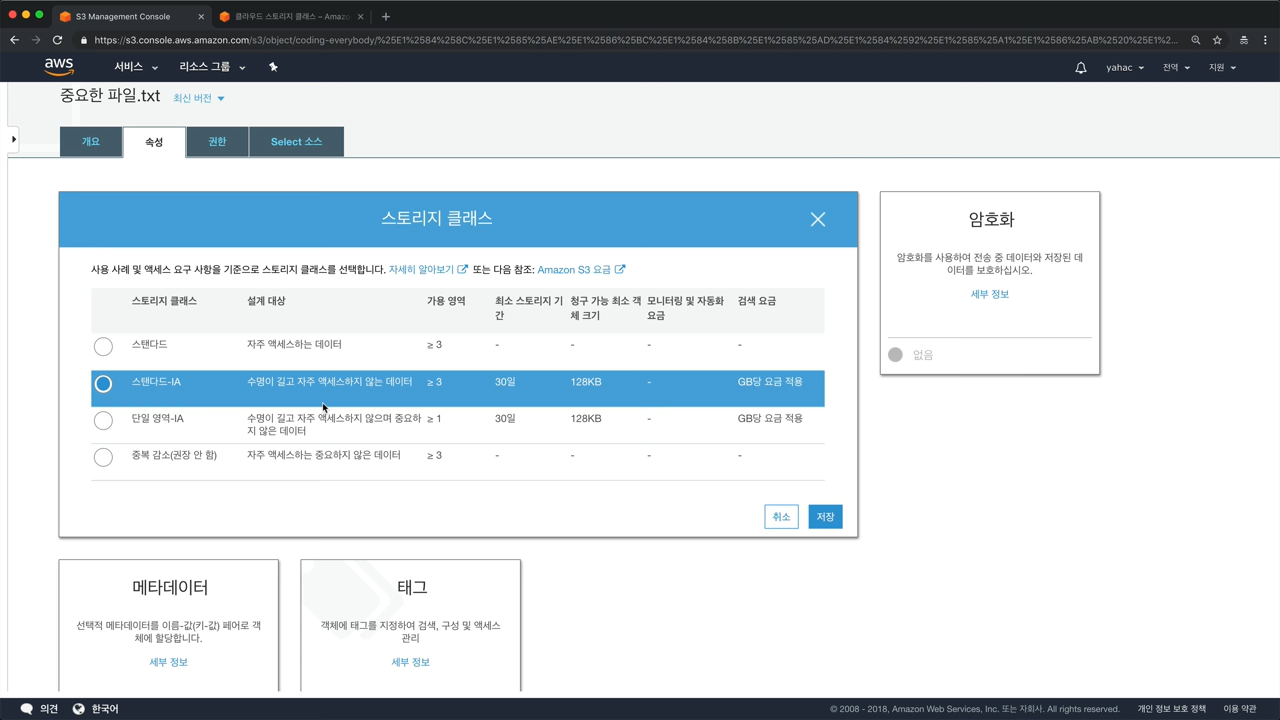 S3 Management Console
클라우드 스토리지 클래스 – Amazo
https://s3.console.aws.amazon.com/s3/object/coding-everybody/%25E1%2584%258C%25E1%2585%25AE%25E1%2586%25BC%25E1%2584%258B%25E1%2585%25AD%25E1%2584%2592%25E1%2585%25A1%25E1%2586%25AB%2520%25E1%2...
aws
서비스
리소스 그룹
yahac
전역
지원
중요한 파일.txt
최신 버전
개요
속성
권한
Select 소스
스토리지 클래스
사용 사례 및 액세스 요구 사항을 기준으로 스토리지 클래스를 선택합니다. 자세히 알아보기 또는 다음 참조: Amazon S3 요금
스토리지 클래스 설계 대상 가용 영역 최소 스토리지 기 청구 가능 최소 객 모니터링 및 자동화 검색 요금
간 체 크기 요금
스탠다드 자주 액세스하는 데이터 ≥ 3 - - - -
스탠다드-IA 수명이 길고 자주 액세스하지 않는 데이터 ≥ 3 30일 128KB - GB당 요금 적용
단일 영역-IA 수명이 길고 자주 액세스하지 않으며 중요하 ≥ 1 30일 128KB - GB당 요금 적용
지 않은 데이터
중복 감소(권장 안 함) 자주 액세스하는 중요하지 않은 데이터 ≥ 3 - - - -
취소
저장
암호화
암호화를 사용하여 전송 중 데이터와 저장된 데
이터를 보호하십시오.
세부 정보
없음
메타데이터
선택적 메타데이터를 이름-값(키-값) 페어로 객
체에 할당합니다.
세부 정보
태그
객체에 태그를 지정하여 검색, 구성 및 액세스
관리
세부 정보
의견
한국어
© 2008 - 2018, Amazon Web Services, Inc. 또는 자회사. All rights reserved.
개인 정보 보호 정책
이용 약관